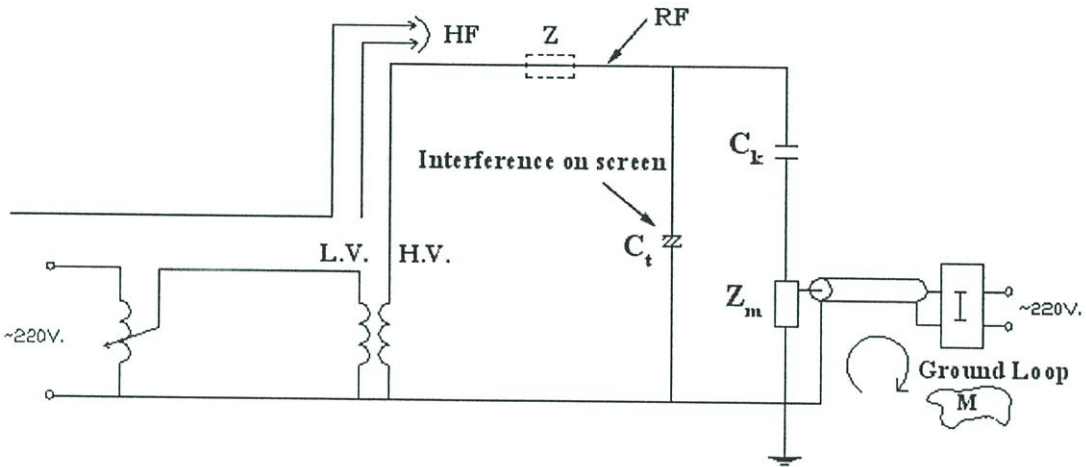 RF
HF
Z
C_k
Interference on screen
L.V.
H.V.
C_t
Z_m
I
~220V.
~220V.
Ground Loop
M